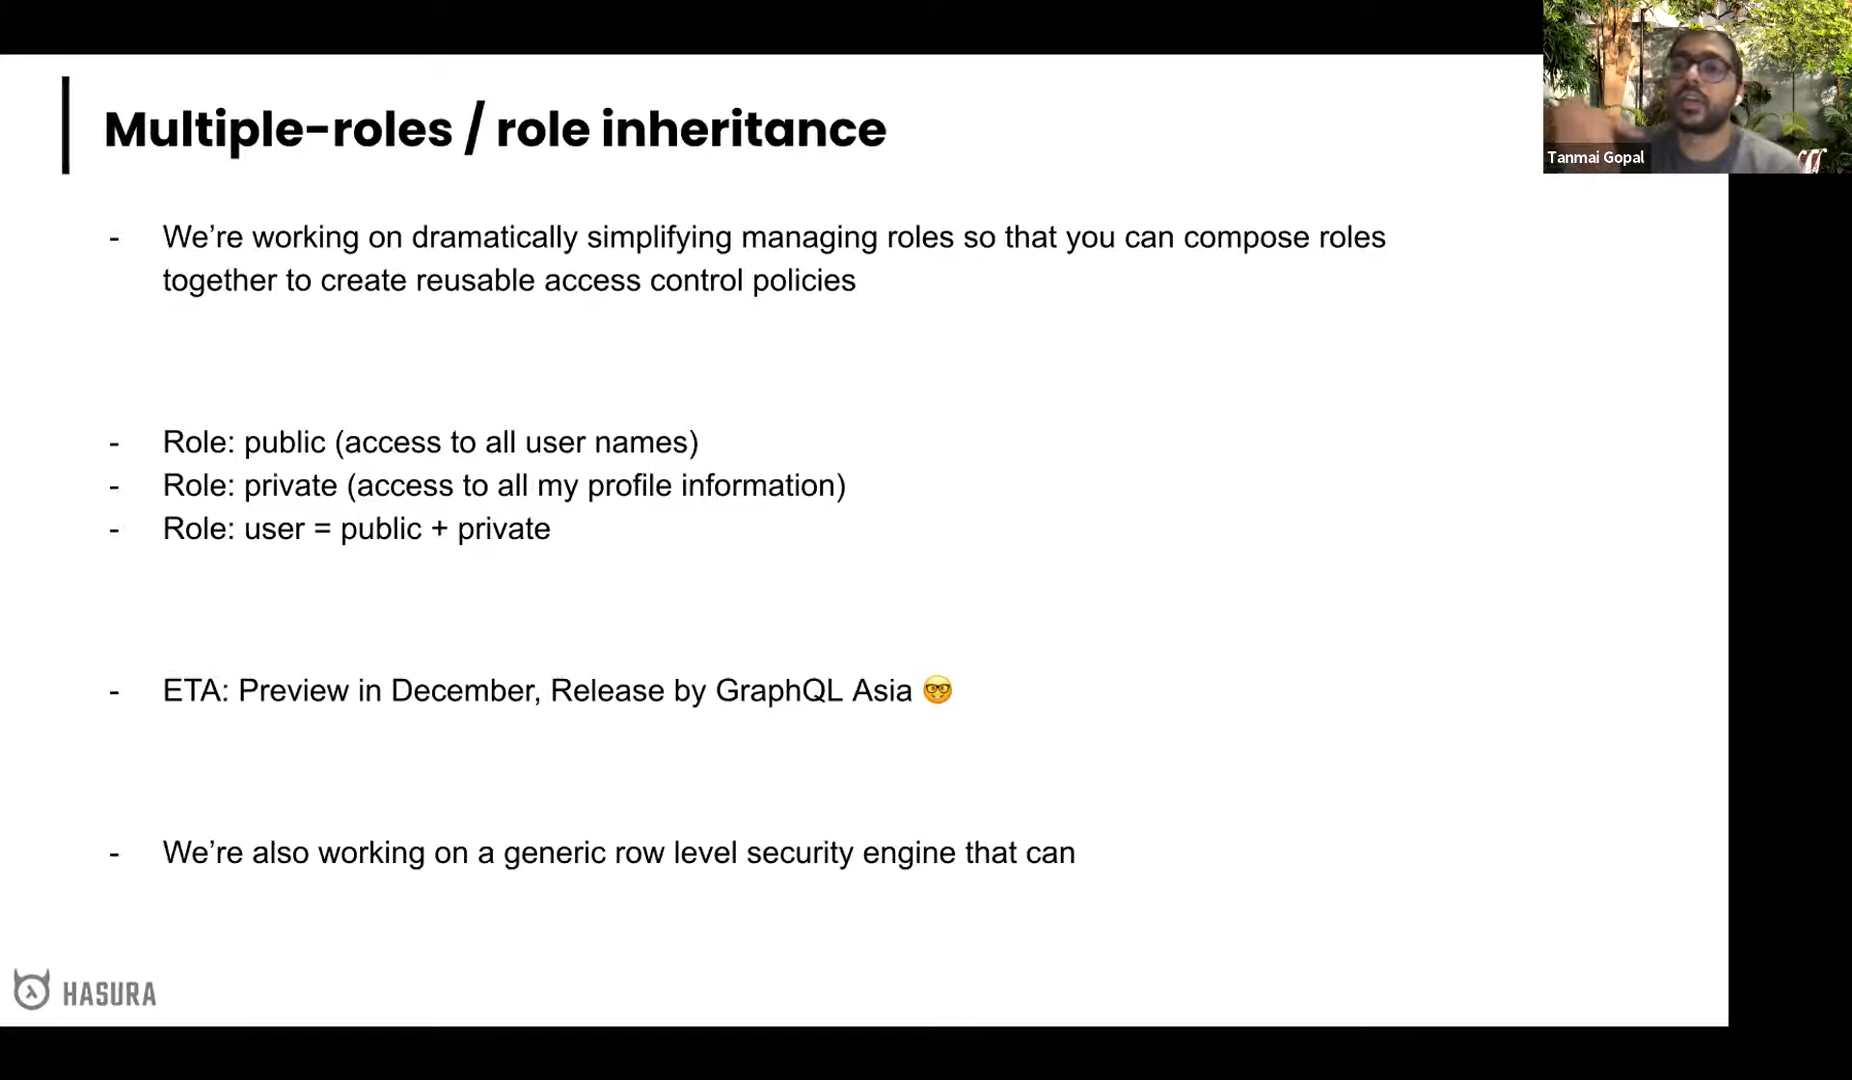 Multiple-roles / role inheritance
Tanmai Gopal
- We’re working on dramatically simplifying managing roles so that you can compose roles
together to create reusable access control policies
- Role: public (access to all user names)
- Role: private (access to all my profile information)
- Role: user = public + private
- ETA: Preview in December, Release by GraphQL Asia 🤓
- We’re also working on a generic row level security engine that can
HASURA